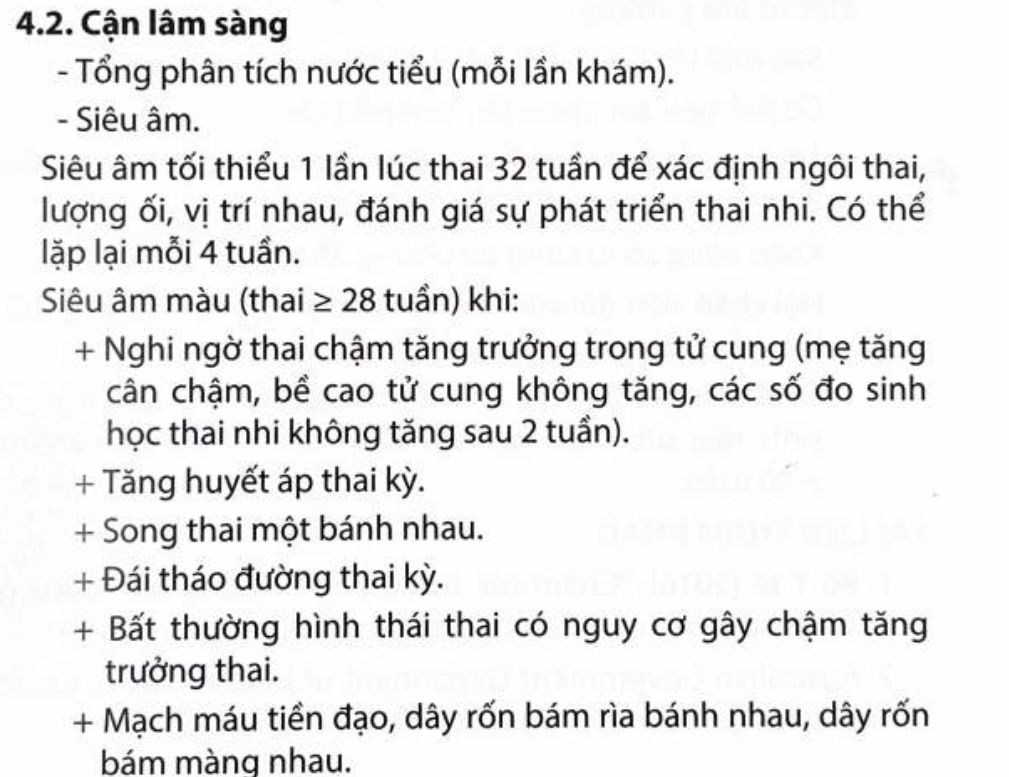 4.2. Cận lâm sàng
- Tổng phân tích nước tiểu (mỗi lần khám).
- Siêu âm.
Siêu âm tối thiểu 1 lần lúc thai 32 tuần để xác định ngôi thai,
lượng ối, vị trí nhau, đánh giá sự phát triển thai nhi. Có thể
lặp lại mỗi 4 tuần.
Siêu âm màu (thai ≥ 28 tuần) khi:
+ Nghi ngờ thai chậm tăng trưởng trong tử cung (mẹ tăng
cân chậm, bề cao tử cung không tăng, các số đo sinh
học thai nhi không tăng sau 2 tuần).
+ Tăng huyết áp thai kỳ.
+ Song thai một bánh nhau.
+ Đái tháo đường thai kỳ.
+ Bất thường hình thái thai có nguy cơ gây chậm tăng
trưởng thai.
+ Mạch máu tiền đạo, dây rốn bám rìa bánh nhau, dây rốn
bám màng nhau.